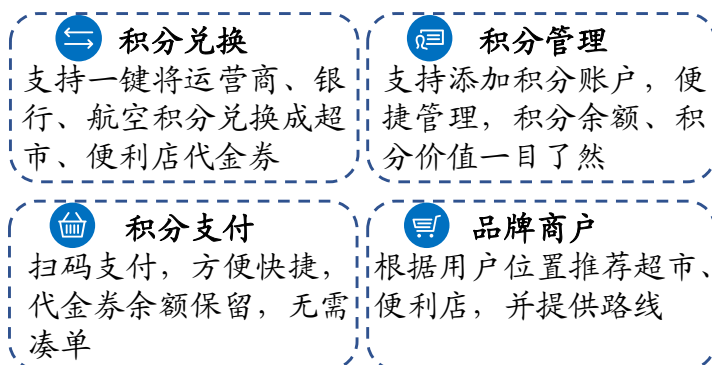 积分兑换
支持一键将运营商、银
行、航空积分兑换成超
市、便利店代金券
积分管理
支持添加积分账户，便
捷管理，积分余额、积
分价值一目了然
积分支付
扫码支付，方便快捷，
代金券余额保留，无需
凑单
品牌商户
根据用户位置推荐超市、
便利店，并提供路线